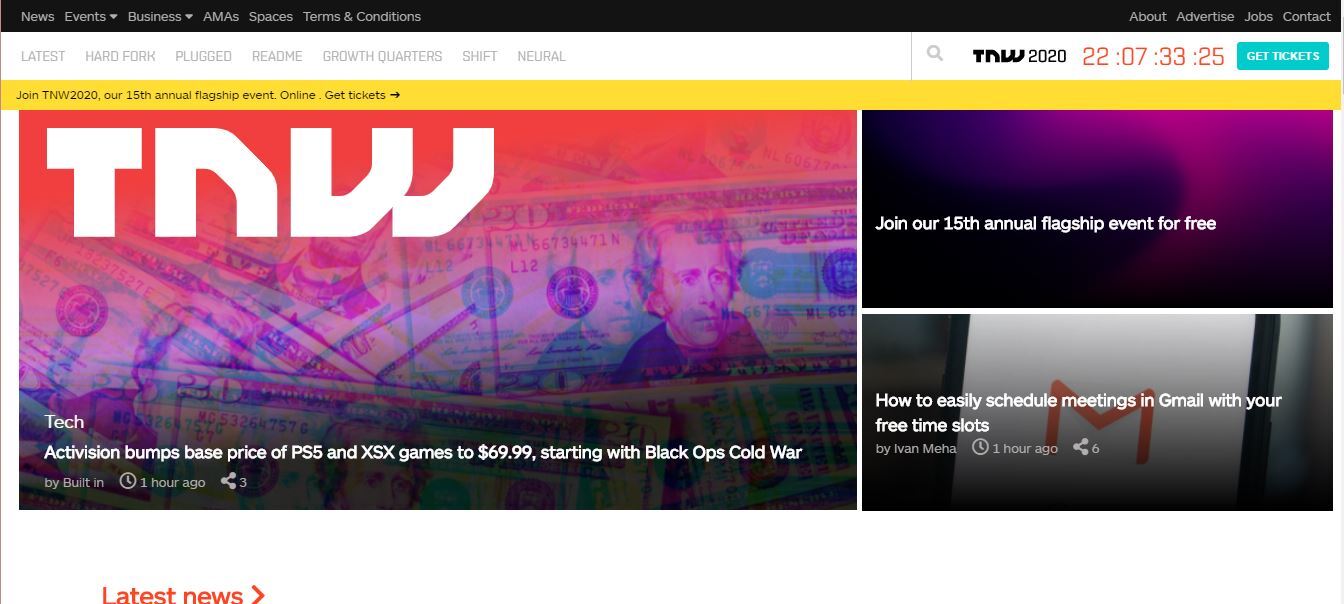 News Events Business AMAs Spaces Terms & Conditions About Advertise Jobs Contact
LATEST HARD FORK PLUGGED README GROWTH QUARTERS SHIFT NEURAL TNW 2020 22 :07 :33 :25 GET TICKETS
Join TNW2020, our 15th annual flagship event. Online . Get tickets →
TNW
NL 66734471 N
L12
Join our 15th annual flagship event for free
How to easily schedule meetings in Gmail with your
free time slots
by Ivan Meha 1 hour ago 6
Tech
Activision bumps base price of PS5 and XSX games to $69.99, starting with Black Ops Cold War
by Built in 1 hour ago 3
Latest news